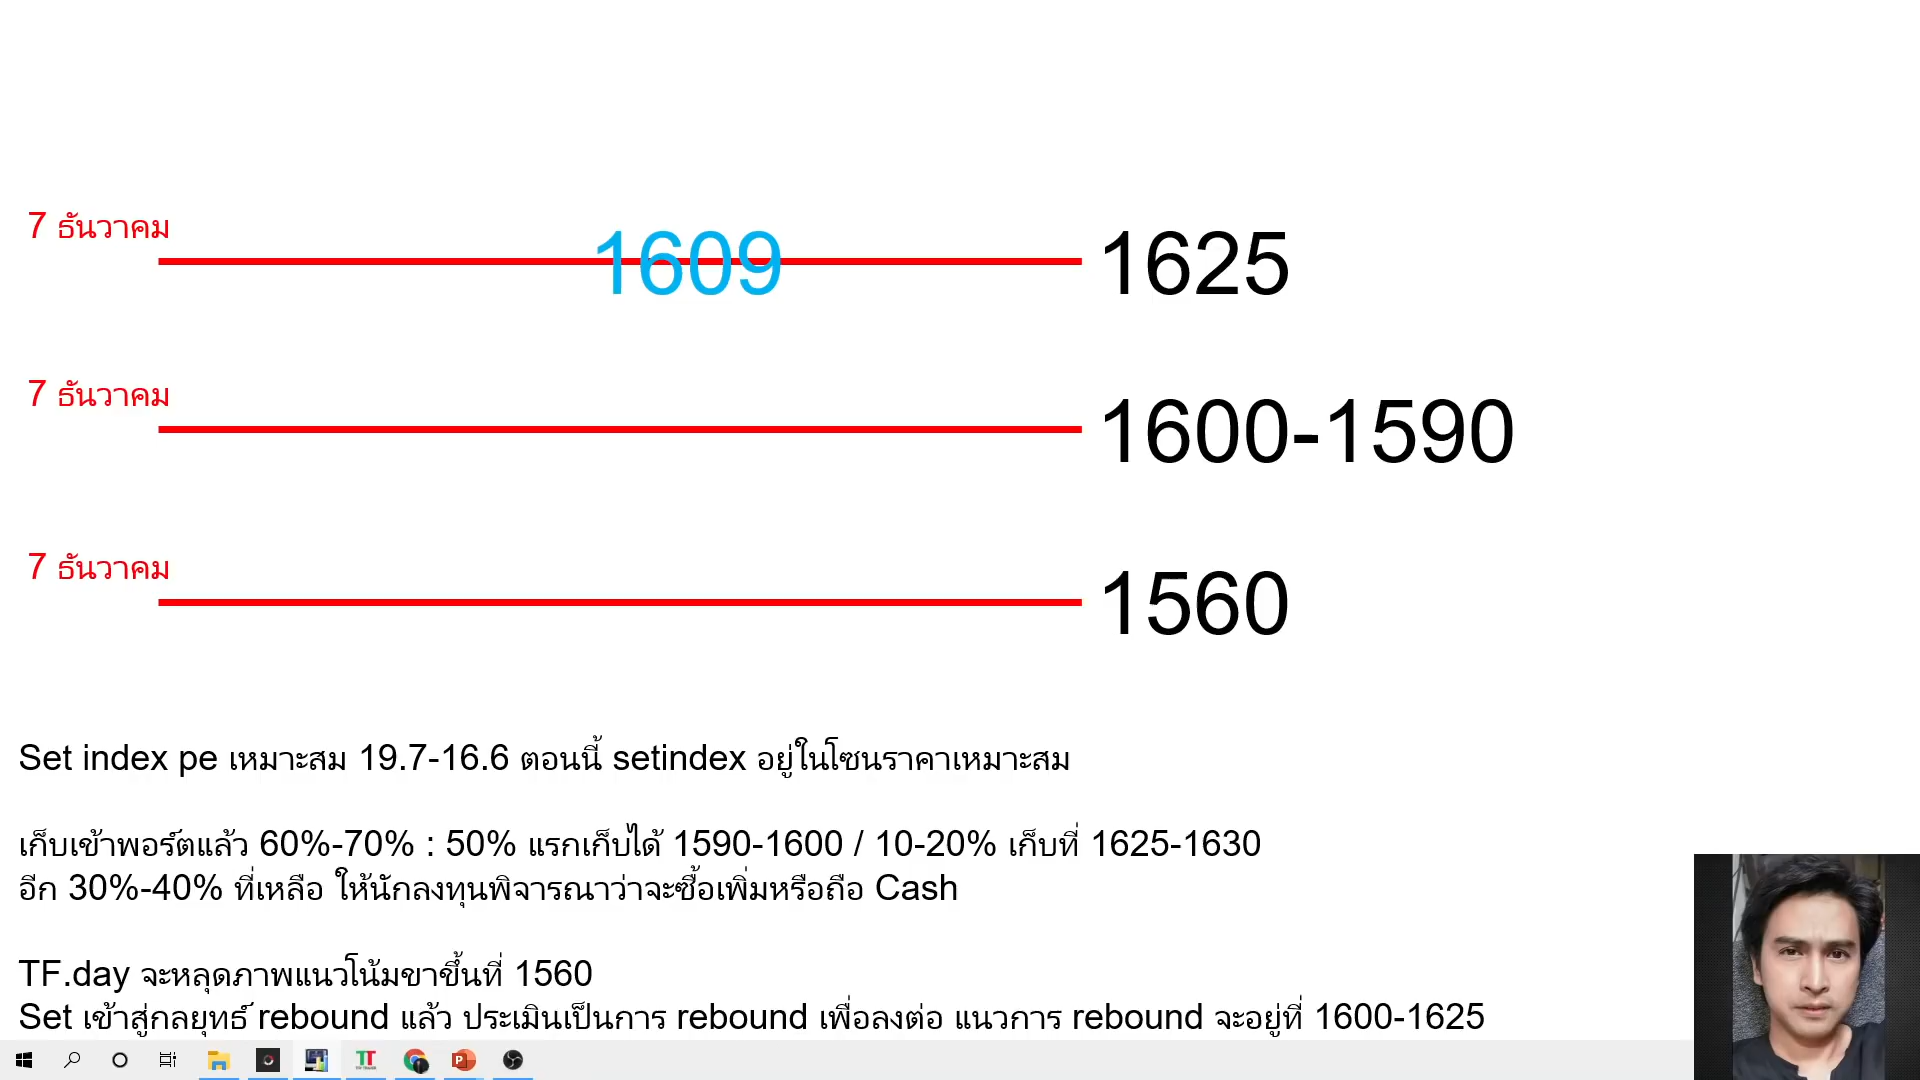 7 ธันวาคม
1609
1625
7 ธันวาคม
1600-1590
7 ธันวาคม
1560
Set index pe เหมาะสม 19.7-16.6 ตอนนี้ setindex อยู่ในโซนราคาเหมาะสม
เก็บเข้าพอร์ตแล้ว 60%-70% : 50% แรกเก็บได้ 1590-1600 / 10-20% เก็บที่ 1625-1630
อีก 30%-40% ที่เหลือ ให้นักลงทุนพิจารณาว่าจะซื้อเพิ่มหรือถือ Cash
TF.day จะหลุดภาพแนวโน้มขาขึ้นที่ 1560
Set เข้าสู่กลยุทธ์ rebound แล้ว ประเมินเป็นการ rebound เพื่อลงต่อ แนวการ rebound จะอยู่ที่ 1600-1625